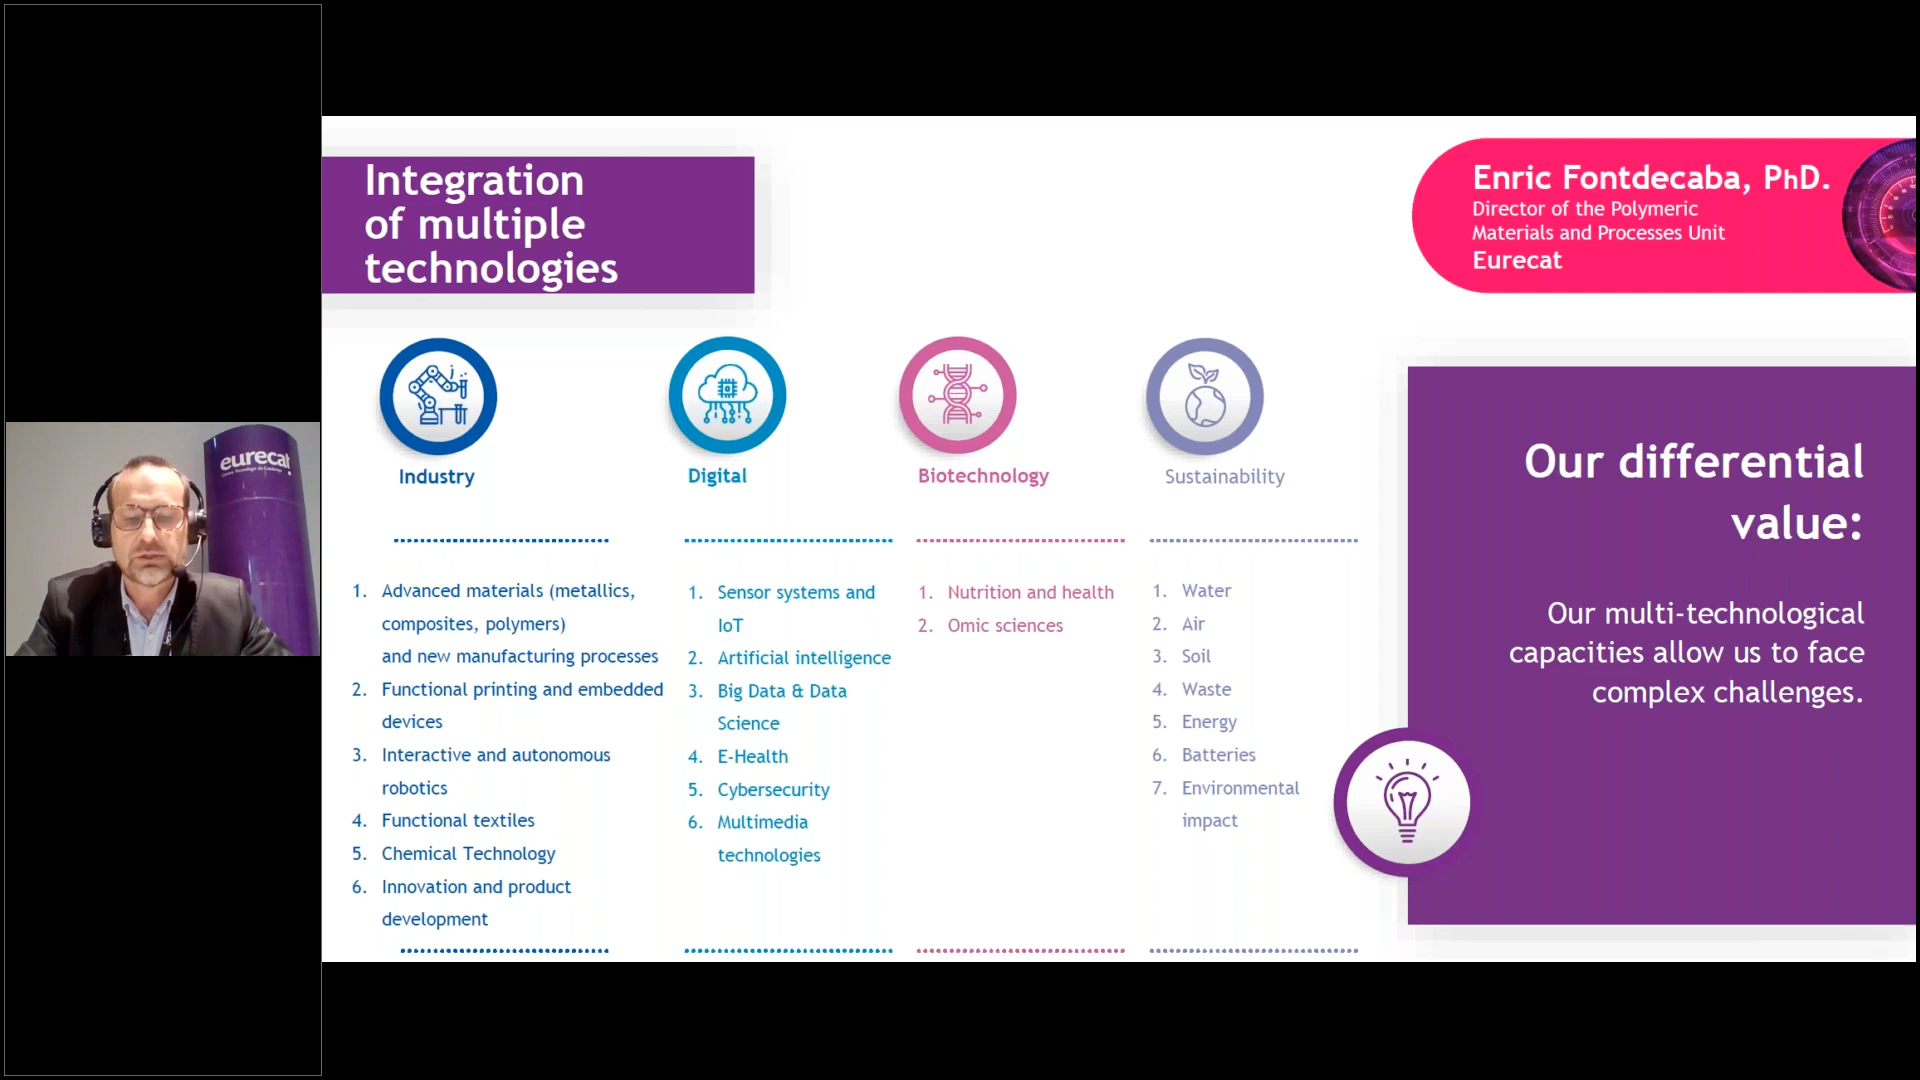 Integration
of multiple
technologies
Enric Fontdecaba, PhD.
Director of the Polymeric
Materials and Processes Unit
Eurecat
Industry
1. Advanced materials (metallics,
composites, polymers)
and new manufacturing processes
2. Functional printing and embedded
devices
3. Interactive and autonomous
robotics
4. Functional textiles
5. Chemical Technology
6. Innovation and product
development
Digital
1. Sensor systems and
IoT
2. Artificial intelligence
3. Big Data & Data
Science
4. E-Health
5. Cybersecurity
6. Multimedia
technologies
Biotechnology
1. Nutrition and health
2. Omic sciences
Sustainability
1. Water
2. Air
3. Soil
4. Waste
5. Energy
6. Batteries
7. Environmental
impact
Our differential
value:
Our multi-technological
capacities allow us to face
complex challenges.
eurecat